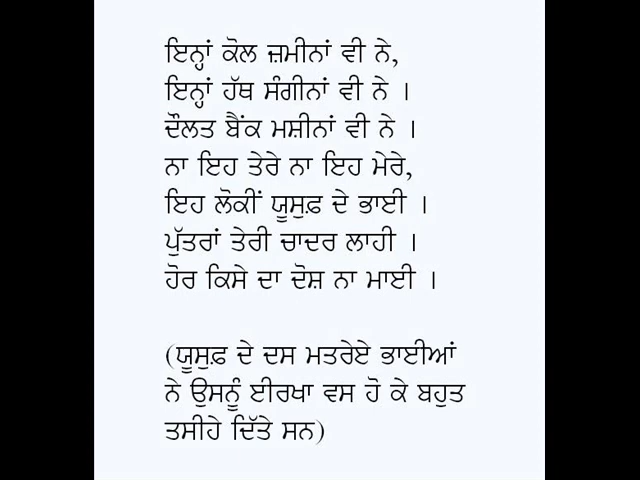 ਇਨ੍ਹਾਂ ਕੋਲ ਜ਼ਮੀਨਾਂ ਵੀ ਨੇ,
ਇਨ੍ਹਾਂ ਹੱਥ ਸੰਗੀਨਾਂ ਵੀ ਨੇ ।
ਦੌਲਤ ਬੈਂਕ ਮਸ਼ੀਨਾਂ ਵੀ ਨੇ ।
ਨਾ ਇਹ ਤੇਰੇ ਨਾ ਇਹ ਮੇਰੇ,
ਇਹ ਲੋਕੀਂ ਯੂਸੁਫ਼ ਦੇ ਭਾਈ ।
ਪੁੱਤਰਾਂ ਤੇਰੀ ਚਾਦਰ ਲਾਹੀ ।
ਹੋਰ ਕਿਸੇ ਦਾ ਦੋਸ਼ ਨਾ ਮਾਈ ।
(ਯੂਸੁਫ਼ ਦੇ ਦਸ ਮਤਰੇਏ ਭਾਈਆਂ
ਨੇ ਉਸਨੂੰ ਈਰਖਾ ਵਸ ਹੋ ਕੇ ਬਹੁਤ
ਤਸੀਹੇ ਦਿੱਤੇ ਸਨ)